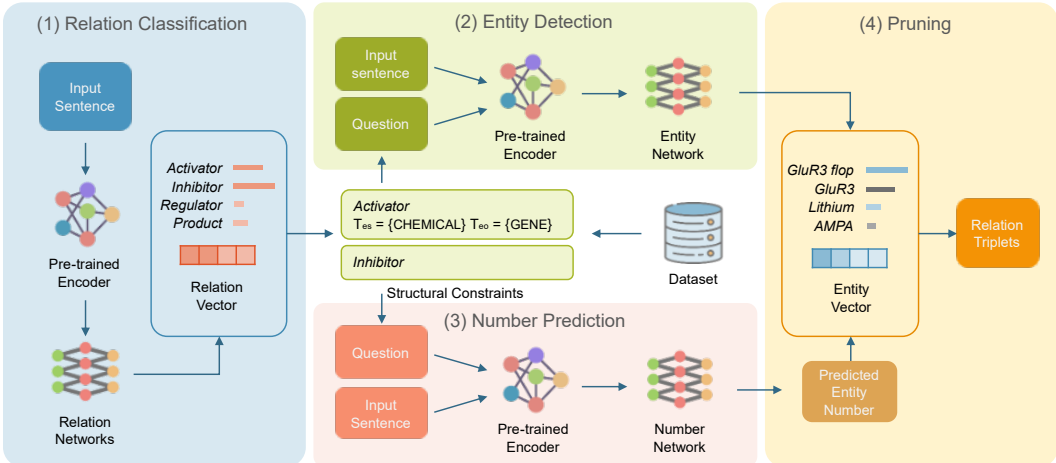 (1) Relation Classification
Input
Sentence
Pre-trained
Encoder
Relation
Networks
Activator
Inhibitor
Regulator
Product
Relation
Vector
(2) Entity Detection
Input
sentence
Question
Pre-trained
Encoder
Entity
Network
Activator
Tes = {CHEMICAL} Teo = {GENE}
Inhibitor
Structural Constraints
Dataset
(3) Number Prediction
Question
Input
Sentence
Pre-trained
Encoder
Number
Network
(4) Pruning
GluR3 flop
GluR3
Lithium
AMPA
Entity
Vector
Predicted
Entity
Number
Relation
Triplets